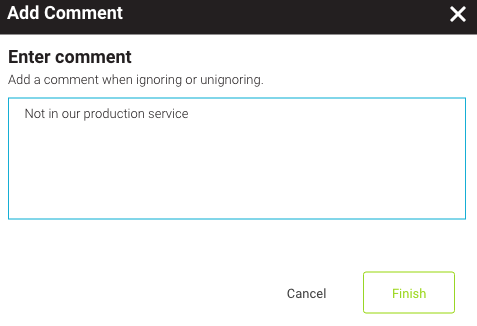 Add Comment
Enter comment
Add a comment when ignoring or unignoring.
Not in our production service
Cancel
Finish